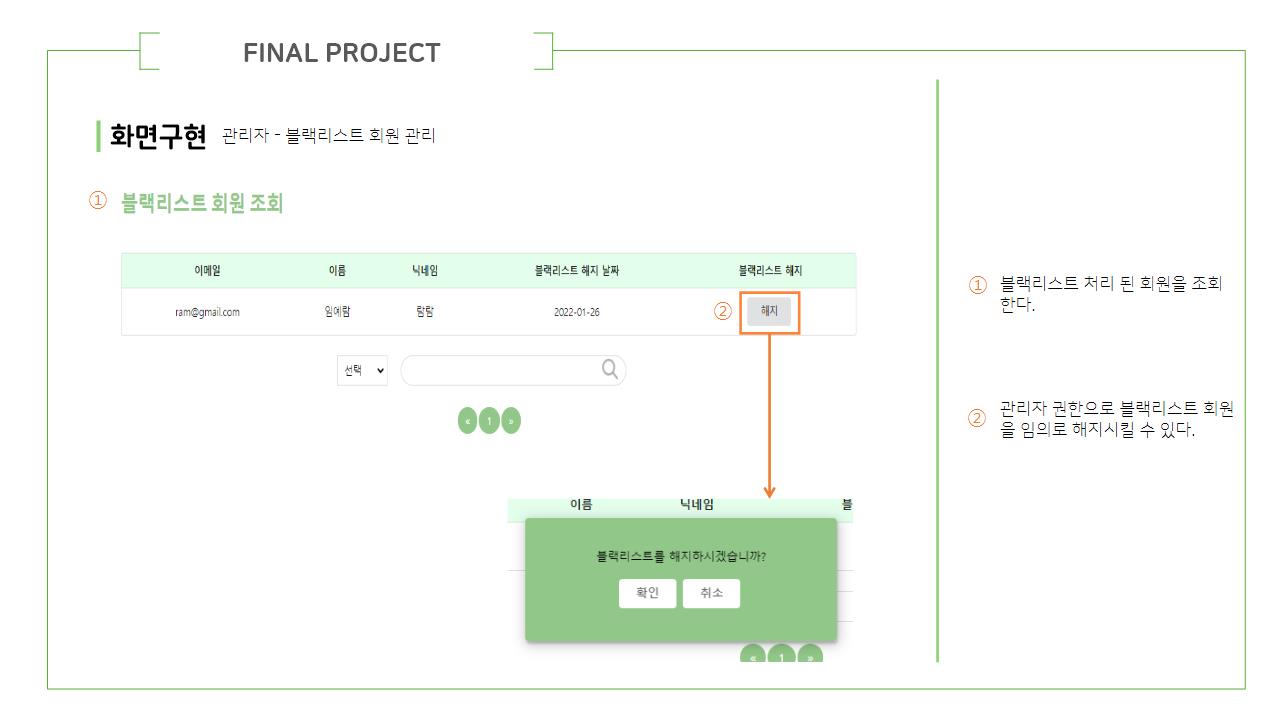 FINAL PROJECT
화면구현 관리자 - 블랙리스트 회원 관리
① 블랙리스트 회원 조회
이메일 이름 닉네임 블랙리스트 해지 날짜 블랙리스트 해지
ram@gmail.com 임예람 람람 2022-01-26 ② 해지
선택
« 1 »
이름 닉네임 블
블랙리스트를 해지하시겠습니까?
확인 취소
« 1 »
① 블랙리스트 처리 된 회원을 조회
한다.
② 관리자 권한으로 블랙리스트 회원
을 임의로 해지시킬 수 있다.